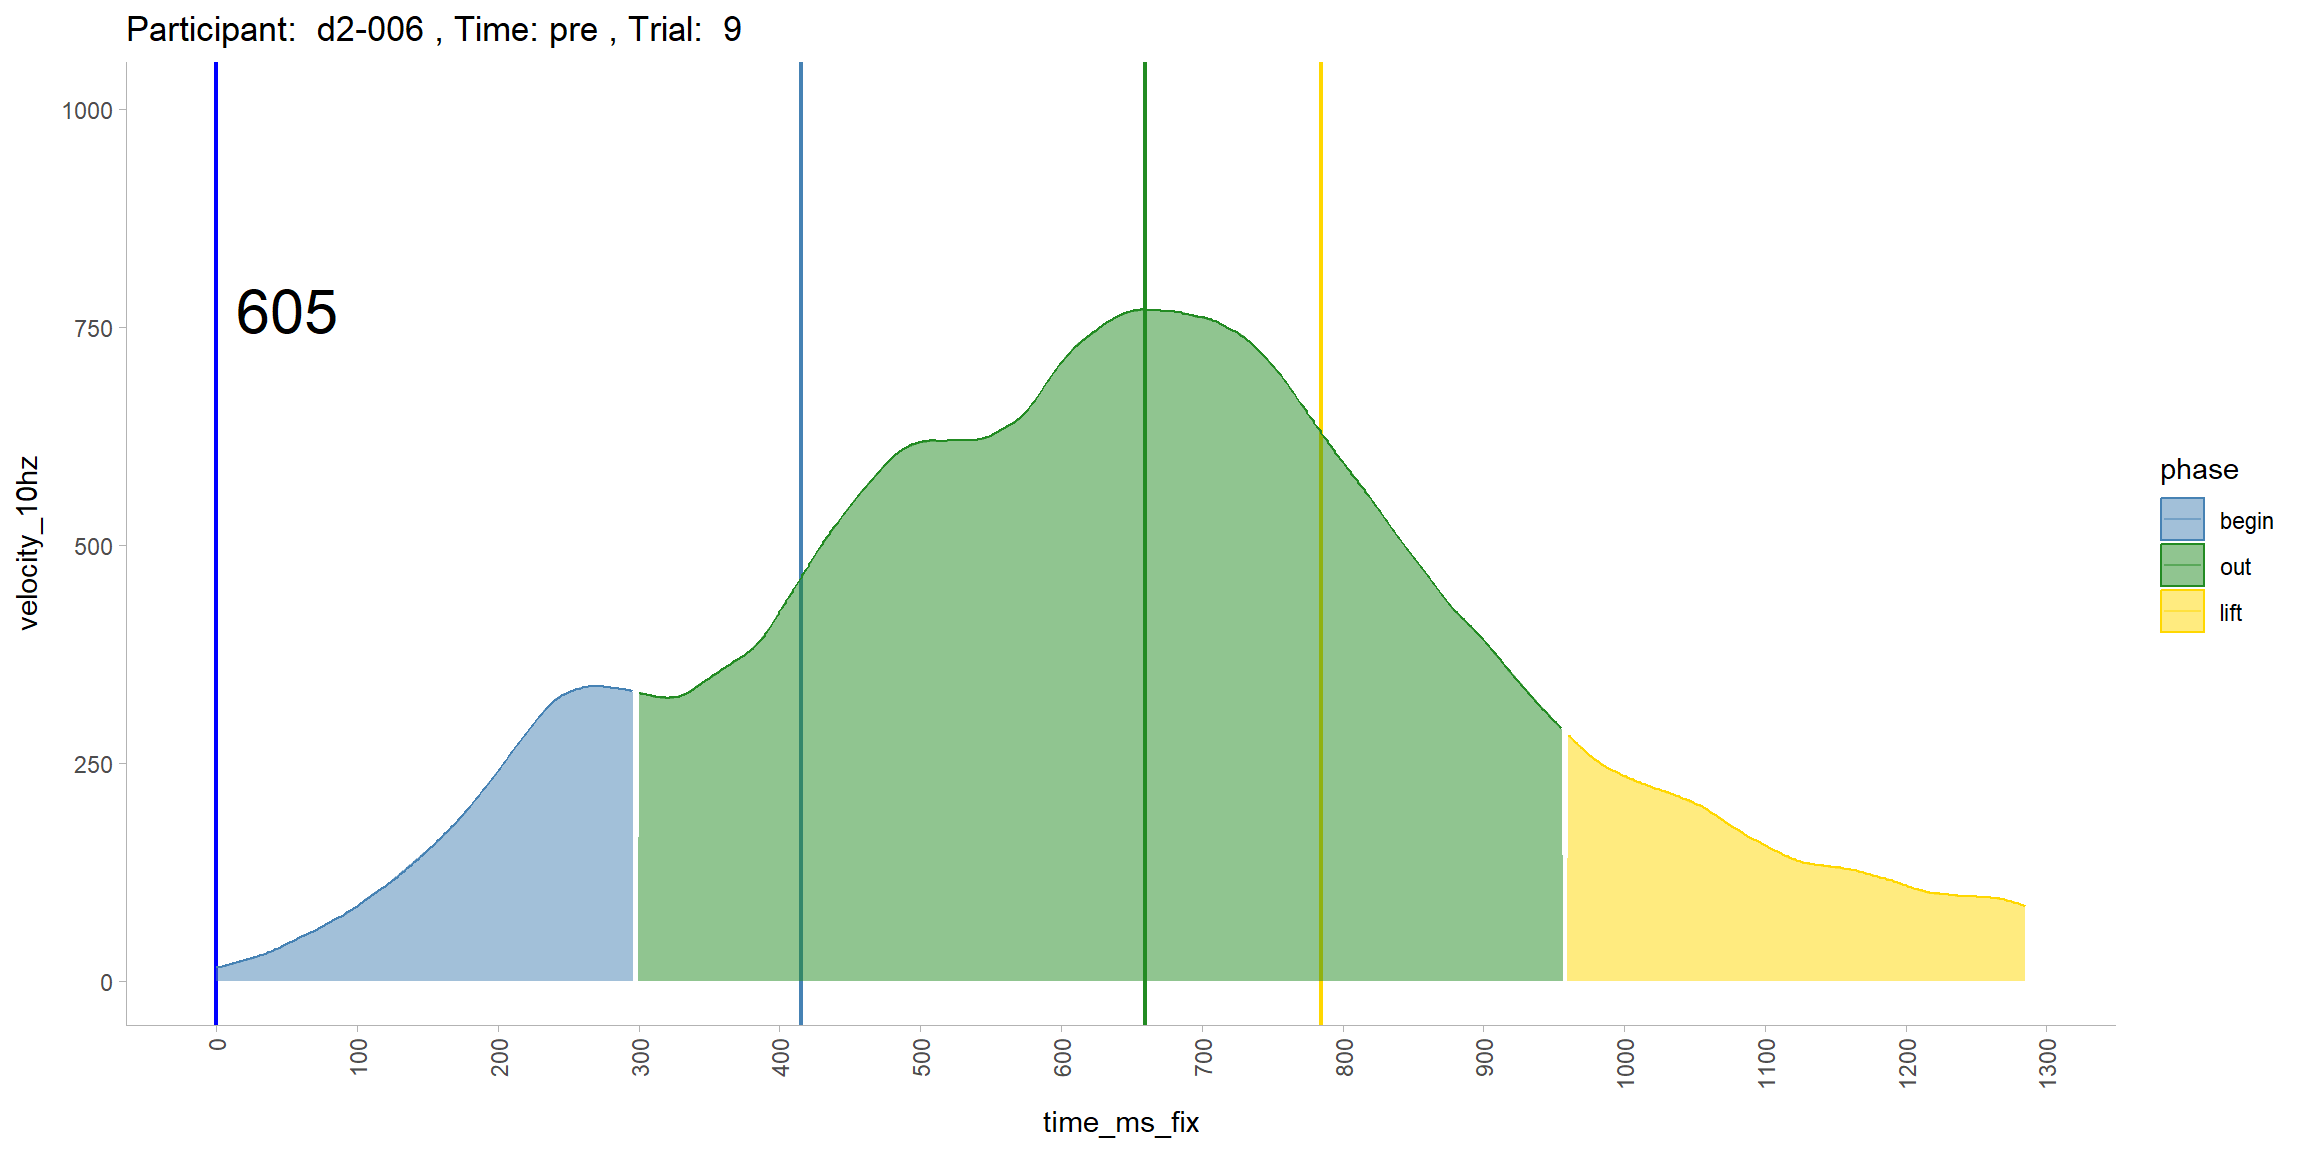 Participant:  d2-006 , Time: pre , Trial:  9
1000
750
500
250
0
605
velocity_10hz
0 100 200 300 400 500 600 700 800 900 1000 1100 1200 1300
time_ms_fix
phase
begin
out
lift